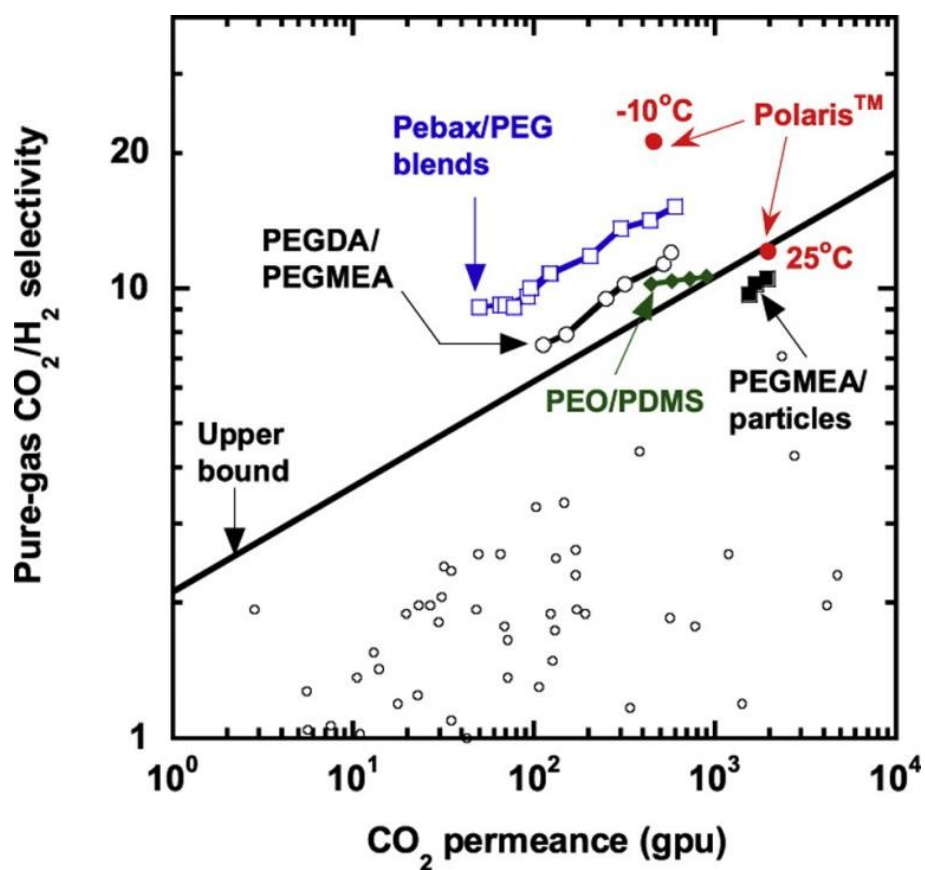 Pure-gas CO₂/H₂ selectivity
20
10
1
Pebax/PEG
blends
-10°C
Polaris™
PEGDA/
PEGMEA
25°C
PEO/PDMS
PEGMEA/
particles
Upper
bound
10⁰ 10¹ 10² 10³ 10⁴
CO₂ permeance (gpu)